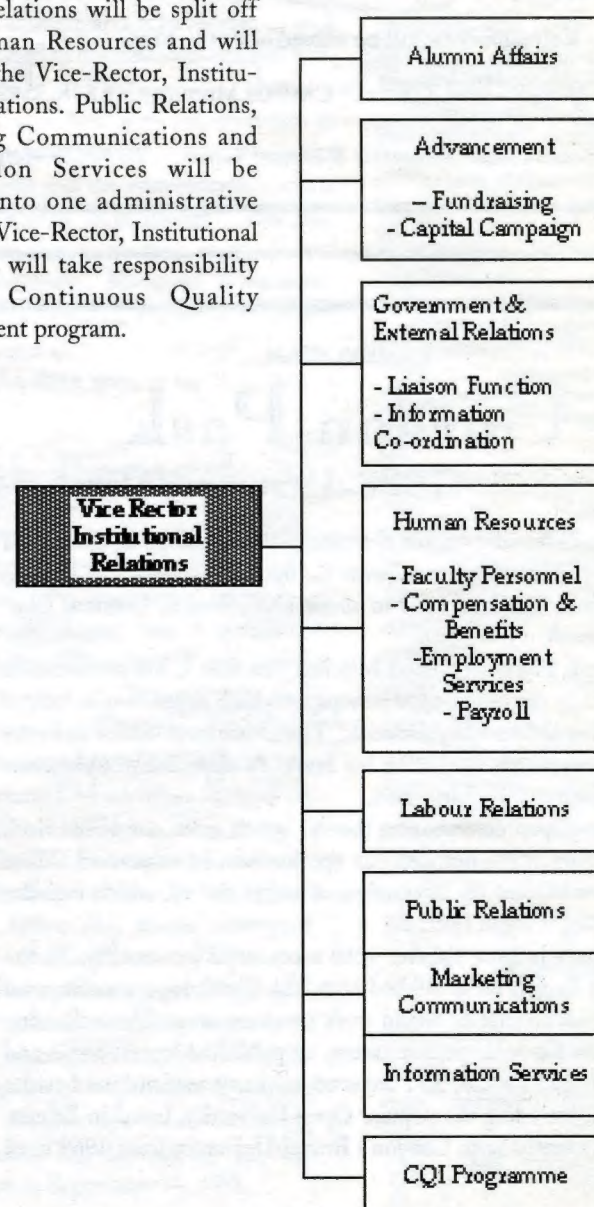 elations will be split off
nan Resources and will
the Vice-Rector, Institu-
ations. Public Relations,
g Communications and
ion Services will be
nto one administrative
Vice-Rector, Institutional
will take responsibility
Continuous Quality
ent program.
Vice Rector
Institutional
Relations
Alumni Affairs
Advancement
– Fundraising
- Capital Campaign
Government &
External Relations
- Liaison Function
- Information
Co-ordination
Human Resources
- Faculty Personnel
- Compensation &
Benefits
-Employment
Services
- Payroll
Labour Relations
Public Relations
Marketing
Communications
Information Services
CQI Programme